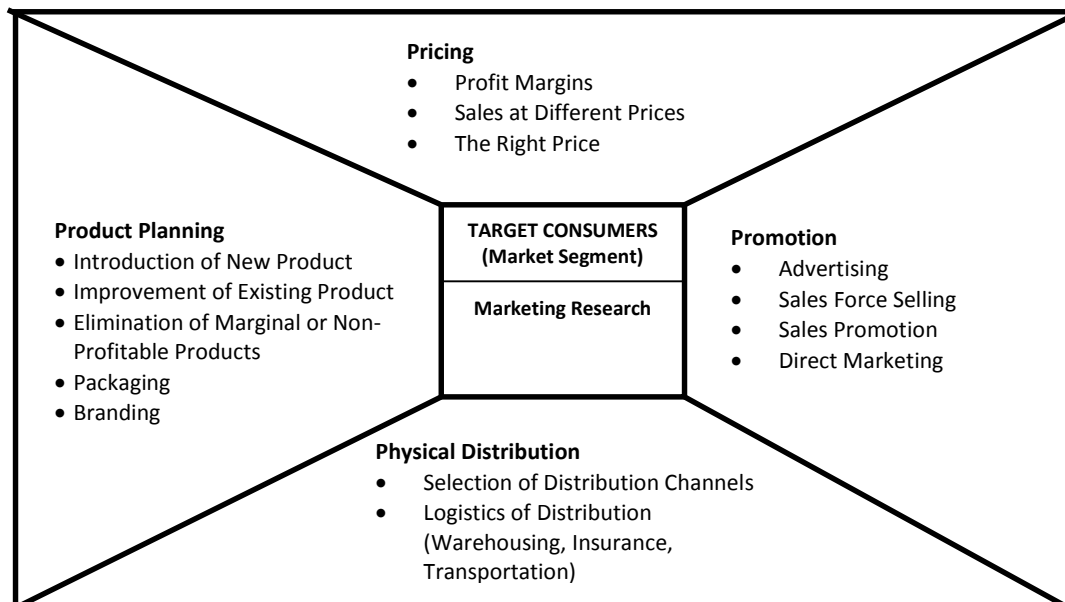 Pricing
• Profit Margins
• Sales at Different Prices
• The Right Price
Product Planning
• Introduction of New Product
• Improvement of Existing Product
• Elimination of Marginal or Non-
Profitable Products
• Packaging
• Branding
TARGET CONSUMERS
(Market Segment)
Marketing Research
Promotion
• Advertising
• Sales Force Selling
• Sales Promotion
• Direct Marketing
Physical Distribution
• Selection of Distribution Channels
• Logistics of Distribution
(Warehousing, Insurance,
Transportation)